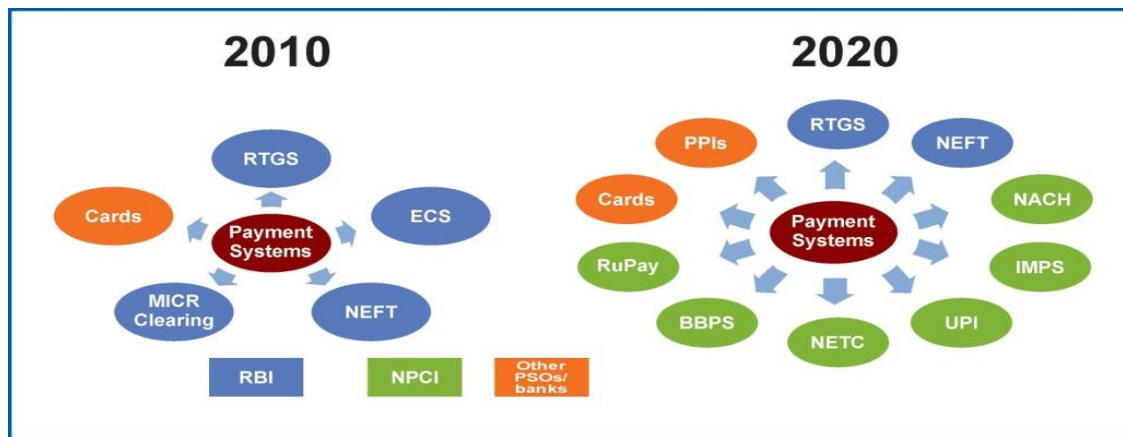 2010
RTGS
Cards
ECS
Payment
Systems
MICR
Clearing
NEFT
2020
RTGS
PPIs
NEFT
Cards
NACH
Payment
Systems
RuPay
IMPS
BBPS
UPI
NETC
RBI
NPCI
Other
PSOs/
banks